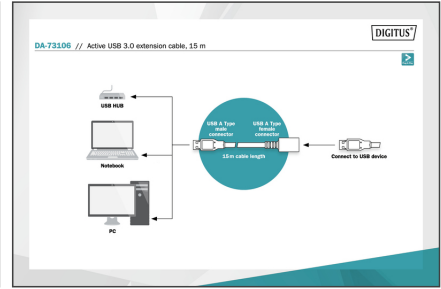 DIGITUS®
DA-73106 // Active USB 3.0 extension cable, 15 m
USB HUB
USB A Type
male
connector
USB A Type
female
connector
15 m cable length
Connect to USB device
Notebook
PC